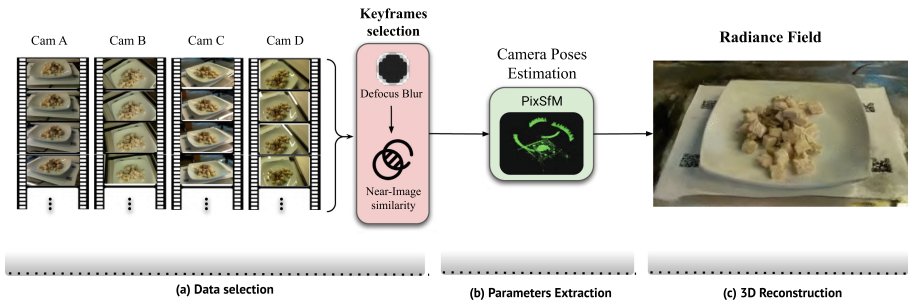 Cam A
Cam B
Cam C
Cam D
Keyframes
selection
Defocus Blur
Near-Image
similarity
Camera Poses
Estimation
PixSfM
Radiance Field
(a) Data selection
(b) Parameters Extraction
(c) 3D Reconstruction